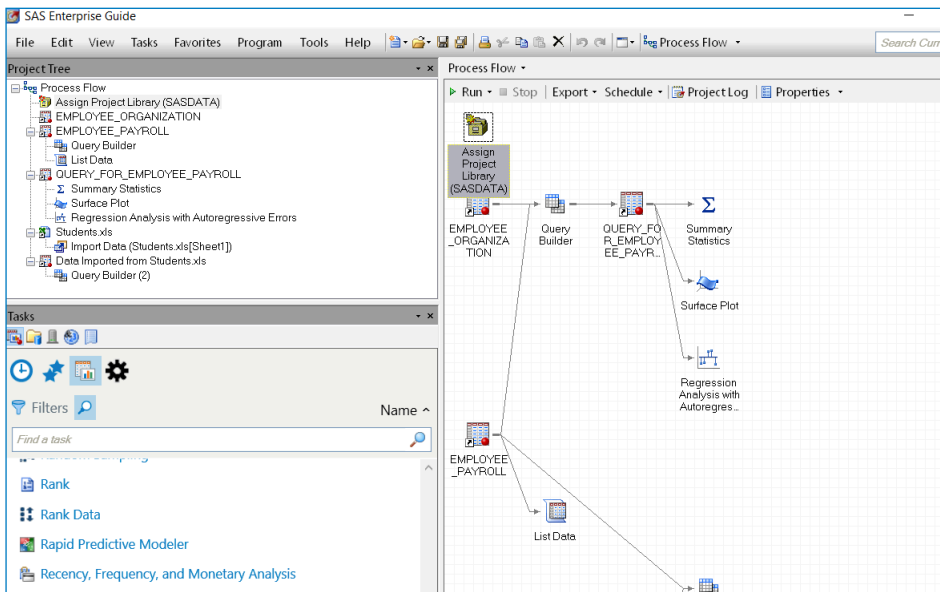 SAS Enterprise Guide
File Edit View Tasks Favorites Program Tools Help Process Flow Search Curr
Project Tree
Process Flow
Assign Project Library (SASDATA)
EMPLOYEE_ORGANIZATION
EMPLOYEE_PAYROLL
Query Builder
List Data
QUERY_FOR_EMPLOYEE_PAYROLL
Summary Statistics
Surface Plot
Regression Analysis with Autoregressive Errors
Students.xls
Import Data (Students.xls[Sheet1])
Data Imported from Students.xls
Query Builder (2)
Tasks
Filters
Name
Find a task
Rank
Rank Data
Rapid Predictive Modeler
Recency, Frequency, and Monetary Analysis
Process Flow
Run Stop Export Schedule Project Log Properties
Assign
Project
Library
(SASDATA)
EMPLOYEE
_ORGANIZA
TION
Query
Builder
QUERY_FO
R_EMPLOY
EE_PAYR...
Summary
Statistics
Surface Plot
Regression
Analysis with
Autoregres...
EMPLOYEE
_PAYROLL
List Data